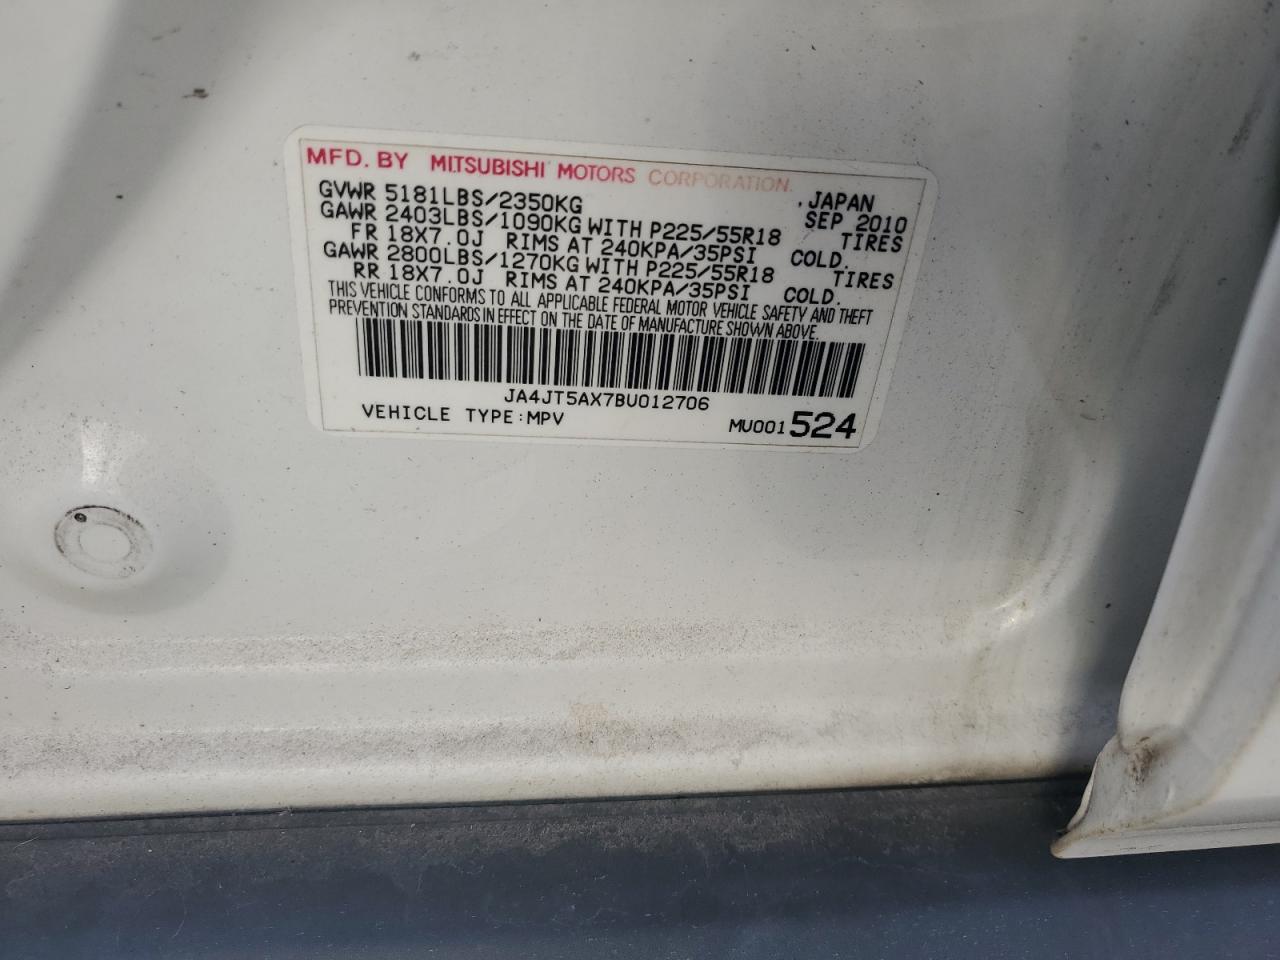 MFD. BY MITSUBISHI MOTORS CORPORATION. JAPAN
GVWR 5181LBS/2350KG SEP 2010
GAWR 2403LBS/1090KG WITH P225/55R18 TIRES
FR 18X7.0J RIMS AT 240KPA/35PSI COLD.
GAWR 2800LBS/1270KG WITH P225/55R18 TIRES
RR 18X7.0J RIMS AT 240KPA/35PSI COLD.
THIS VEHICLE CONFORMS TO ALL APPLICABLE FEDERAL MOTOR VEHICLE SAFETY AND THEFT
PREVENTION STANDARDS IN EFFECT ON THE DATE OF MANUFACTURE SHOWN ABOVE.
JA4JT5AX7BU012706
VEHICLE TYPE:MPV MU001524